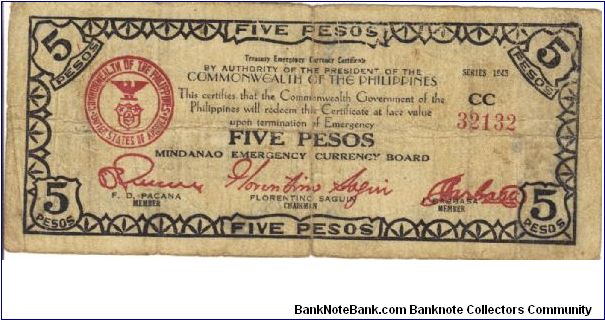 FIVE PESOS
5 PESOS
5 PESOS
Treasury Emergency Currency Certificate
BY AUTHORITY OF THE PRESIDENT OF THE
COMMONWEALTH OF THE PHILIPPINES
SERIES 1943
This certifies that the Commonwealth Government of the
Philippines will redeem this Certificate at face value
upon termination of Emergency
CC
32132
COMMONWEALTH OF THE PHILIPPINES
UNITED STATES OF
FIVE PESOS
MINDANAO EMERGENCY CURRENCY BOARD
Florentino Saguin
F. D. PACANA
MEMBER
FLORENTINO SAGUIN
CHAIRMAN
BARBASA
MEMBER
5 PESOS
5 PESOS
FIVE PESOS
BankNoteBank.com Banknote Collectors Community